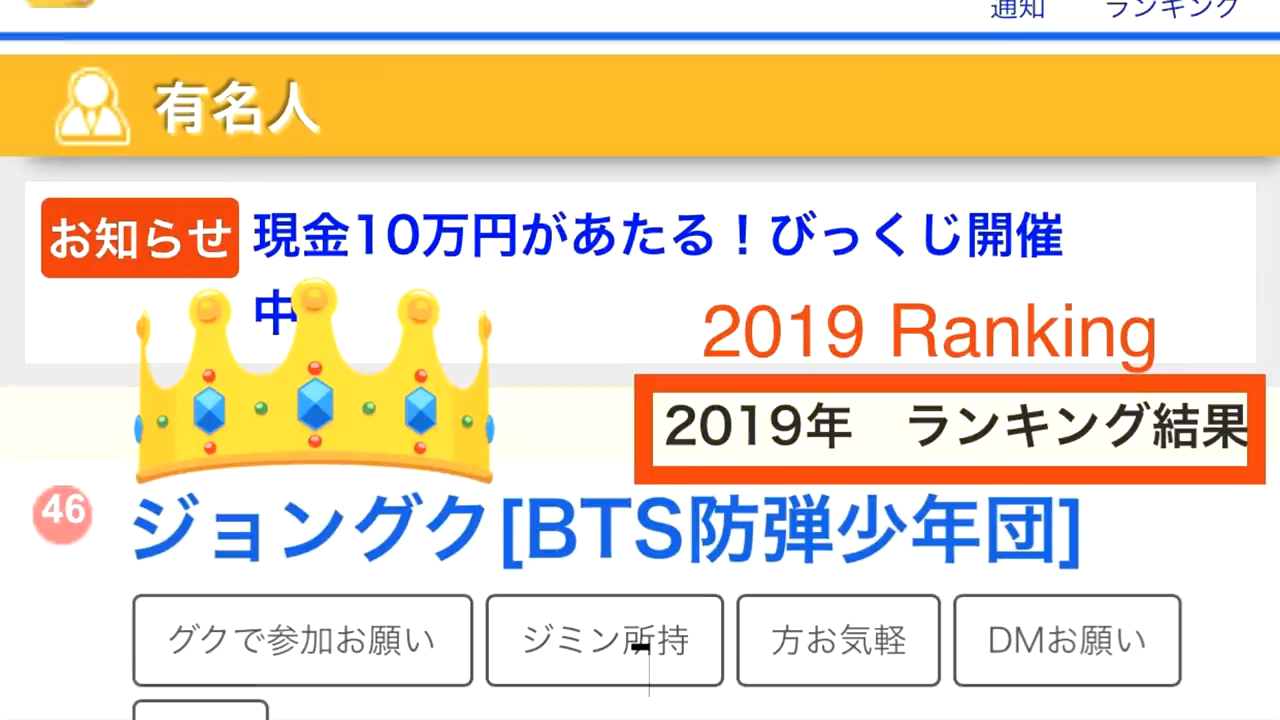 通知 ランキング
有名人
お知らせ 現金10万円があたる！びっくじ開催
中
2019 Ranking
2019年　ランキング結果
46 ジョングク[BTS防弾少年団]
グクで参加お願い ジミン所持 方お気軽 DMお願い